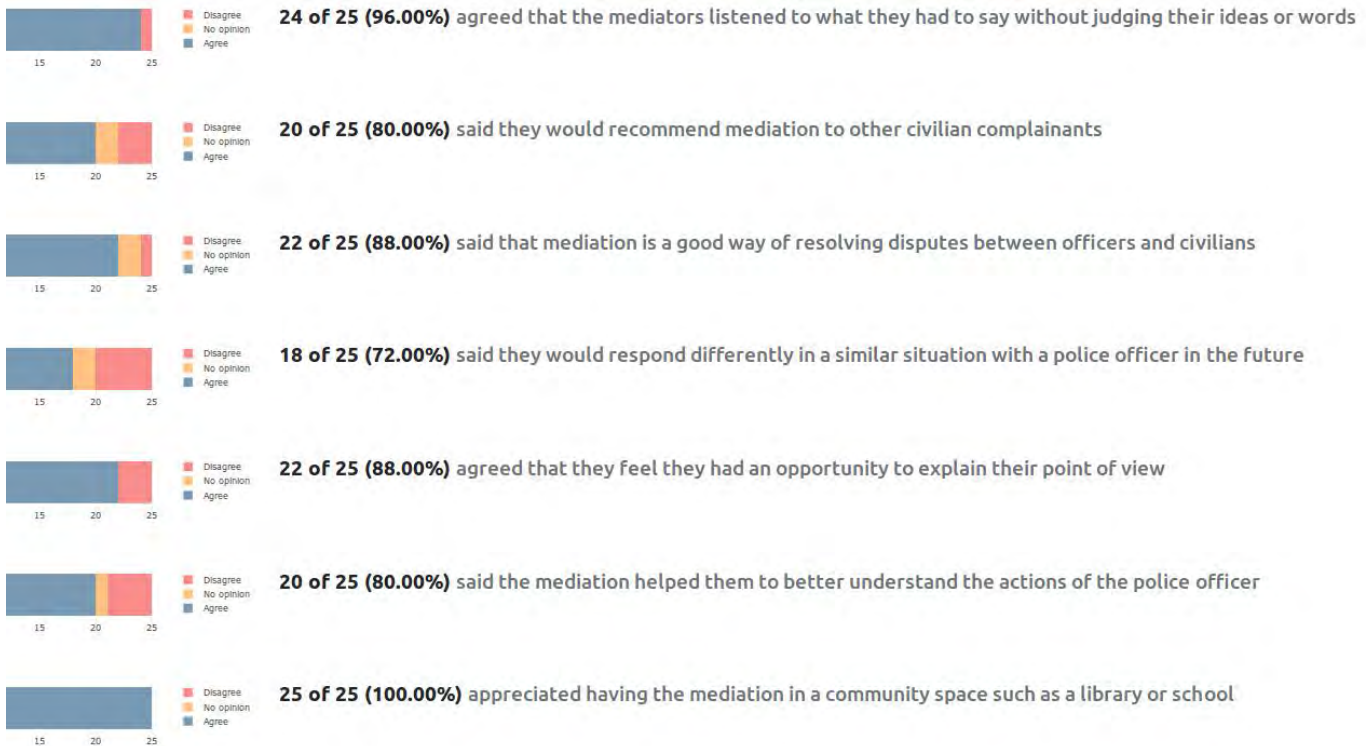 Disagree
No opinion
Agree
15 20 25
24 of 25 (96.00%) agreed that the mediators listened to what they had to say without judging their ideas or words
Disagree
No opinion
Agree
15 20 25
20 of 25 (80.00%) said they would recommend mediation to other civilian complainants
Disagree
No opinion
Agree
15 20 25
22 of 25 (88.00%) said that mediation is a good way of resolving disputes between officers and civilians
Disagree
No opinion
Agree
15 20 25
18 of 25 (72.00%) said they would respond differently in a similar situation with a police officer in the future
Disagree
No opinion
Agree
15 20 25
22 of 25 (88.00%) agreed that they feel they had an opportunity to explain their point of view
Disagree
No opinion
Agree
15 20 25
20 of 25 (80.00%) said the mediation helped them to better understand the actions of the police officer
Disagree
No opinion
Agree
15 20 25
25 of 25 (100.00%) appreciated having the mediation in a community space such as a library or school